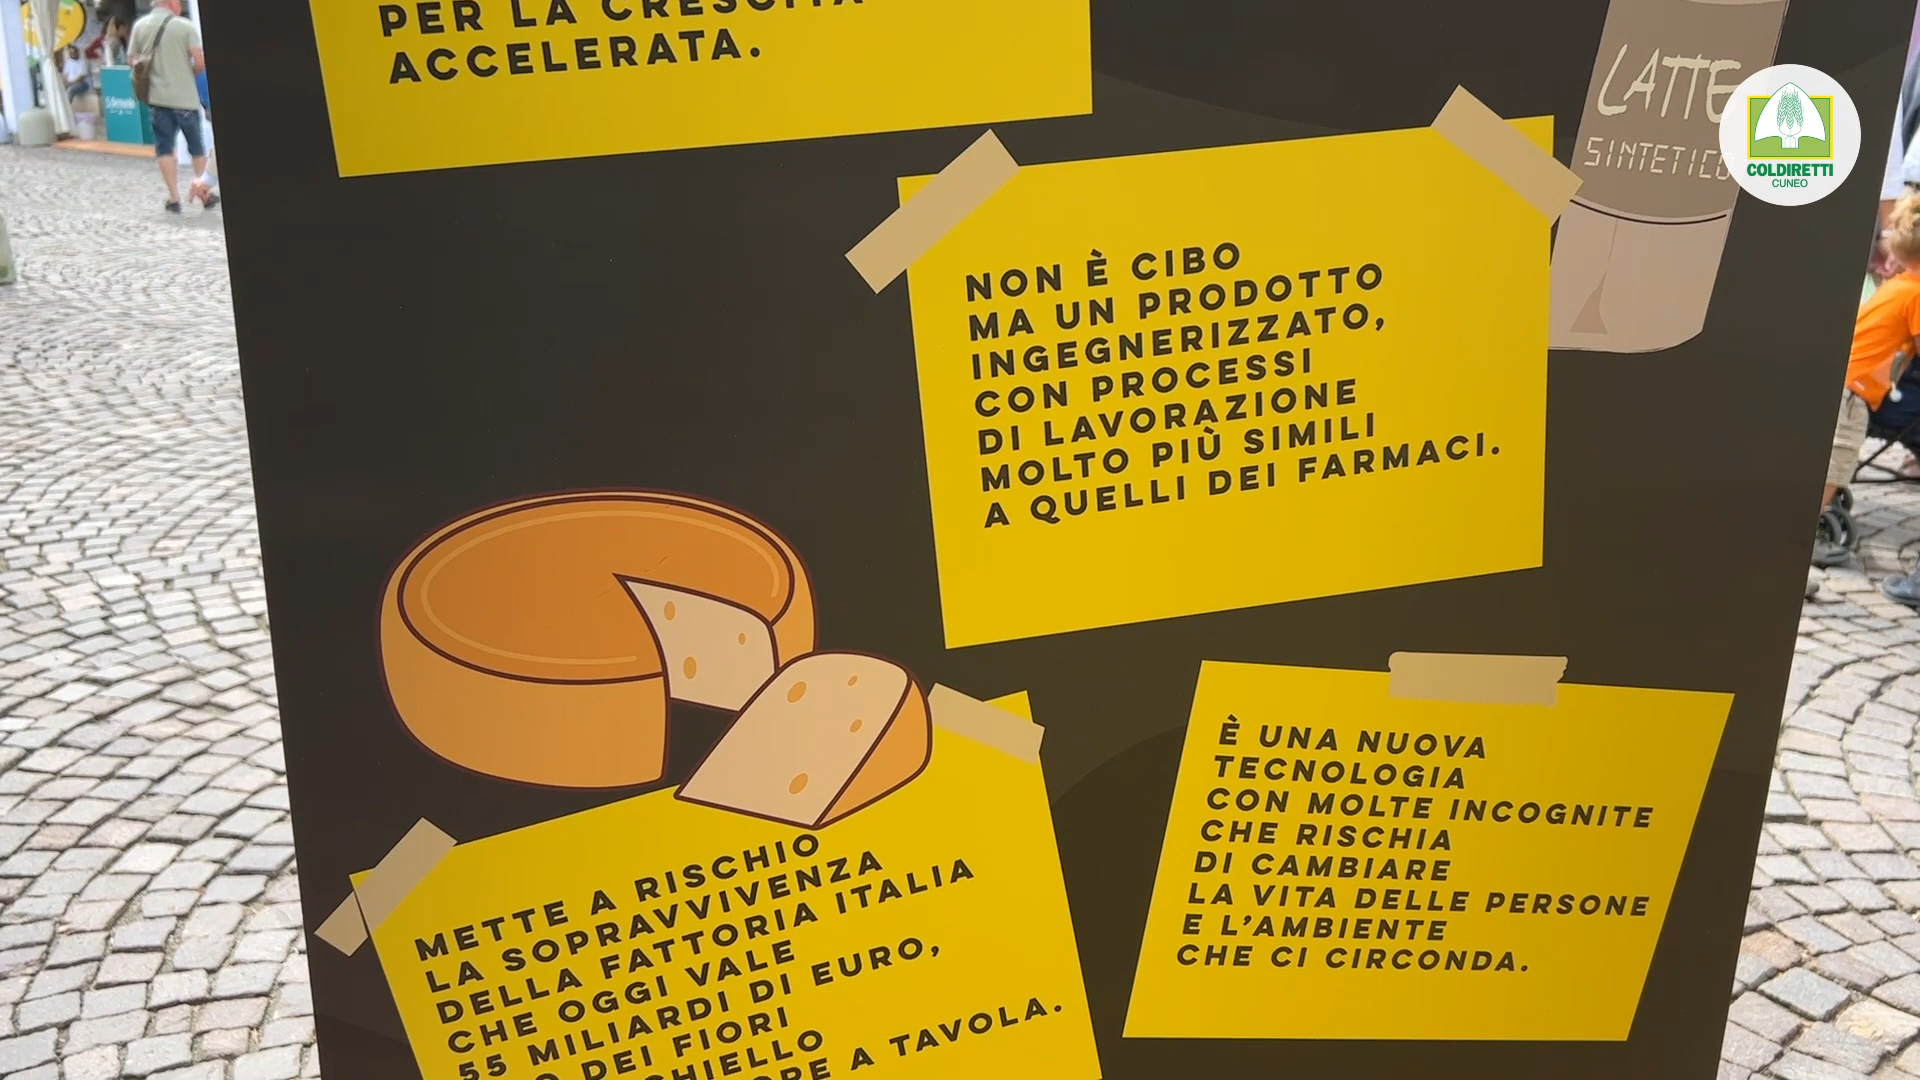 PER LA CRESCITA
ACCELERATA.
LATTE
SINTETICO
COLDIRETTI
CUNEO
NON È CIBO
MA UN PRODOTTO
INGEGNERIZZATO,
CON PROCESSI
DI LAVORAZIONE
MOLTO PIÙ SIMILI
A QUELLI DEI FARMACI.
METTE A RISCHIO
LA SOPRAVVIVENZA
DELLA FATTORIA ITALIA
CHE OGGI VALE
55 MILIARDI DI EURO,
DEI FIORI
A TAVOLA.
È UNA NUOVA
TECNOLOGIA
CON MOLTE INCOGNITE
CHE RISCHIA
DI CAMBIARE
LA VITA DELLE PERSONE
E L'AMBIENTE
CHE CI CIRCONDA.